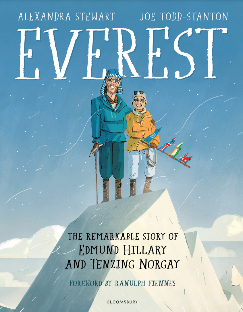 ALEXANDRA STEWART JOE TODD-STANTON
EVEREST
THE REMARKABLE STORY OF
EDMUND HILLARY
AND TENZING NORGAY
FOREWORD BY RANULPH FIENNES
BLOOMSBURY